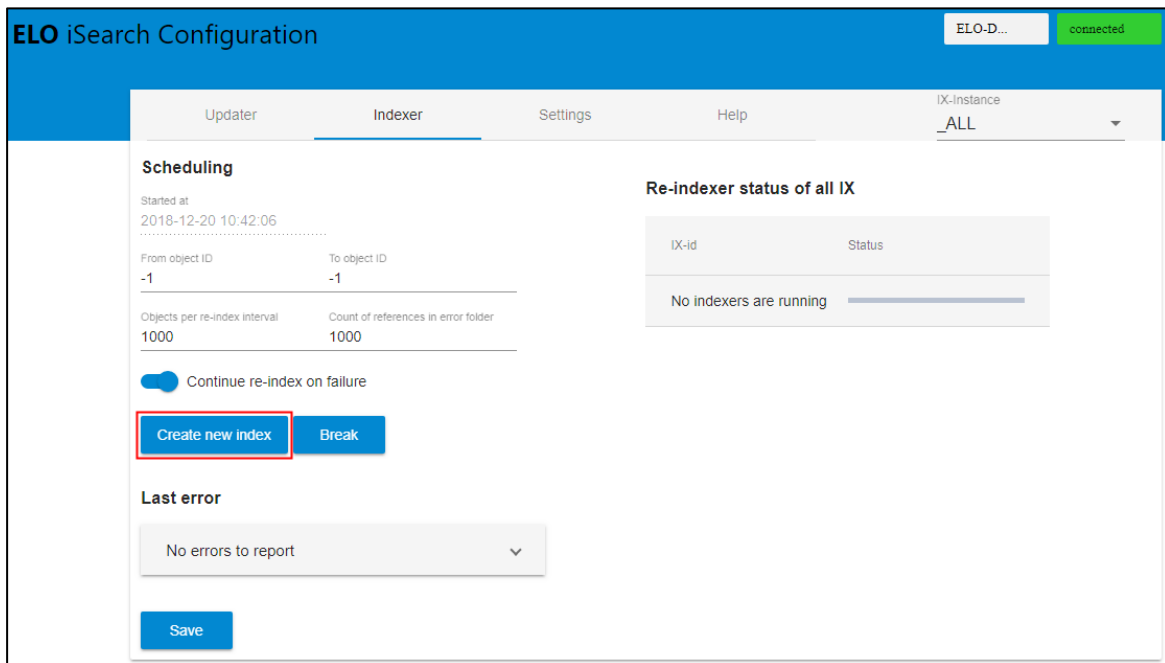 ELO iSearch Configuration
ELO-D...
connected
Updater
Indexer
Settings
Help
IX-Instance
_ALL
Scheduling
Started at
2018-12-20 10:42:06
From object ID
To object ID
-1
-1
Objects per re-index interval
Count of references in error folder
1000
1000
Continue re-index on failure
Create new index
Break
Last error
No errors to report
Save
Re-indexer status of all IX
IX-id
Status
No indexers are running